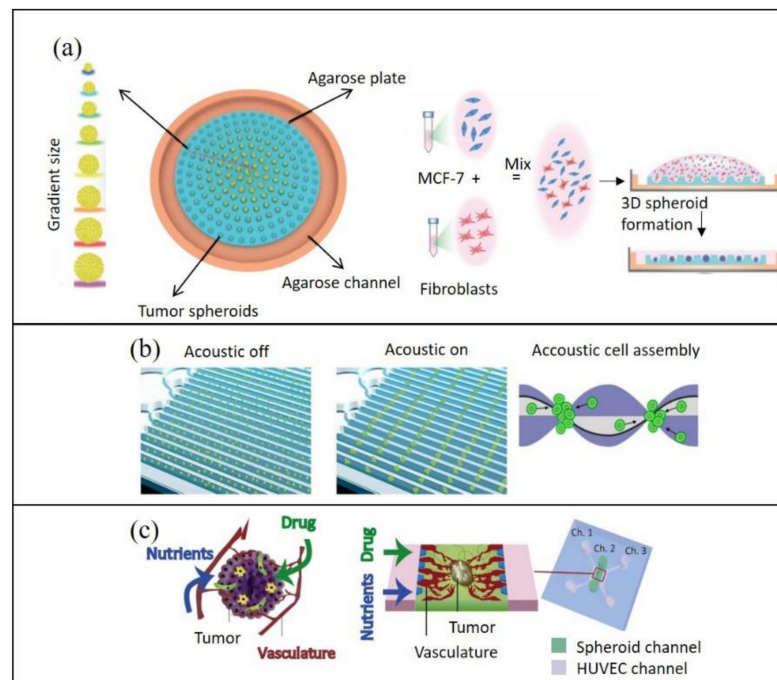 (a)
Gradient size
Agarose plate
Agarose channel
Tumor spheroids
MCF-7 +
Mix
=
Fibroblasts
3D spheroid
formation
(b)
Acoustic off
Acoustic on
Accoustic cell assembly
(c)
Nutrients
Drug
Tumor
Vasculature
Drug
Nutrients
Tumor
Vasculature
Ch. 1
Ch. 2
Ch. 3
Spheroid channel
HUVEC channel